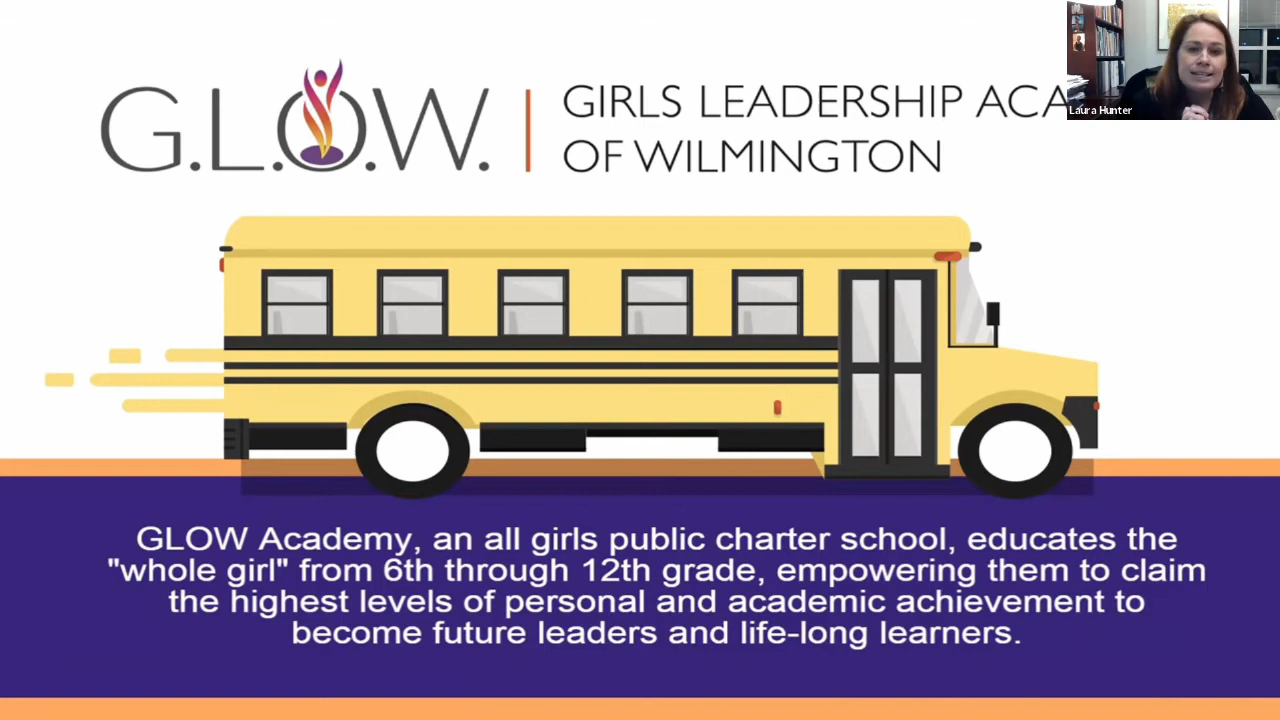 G.L.O.W.
GIRLS LEADERSHIP ACA
OF WILMINGTON
Laura Hunter
GLOW Academy, an all girls public charter school, educates the
"whole girl" from 6th through 12th grade, empowering them to claim
the highest levels of personal and academic achievement to
become future leaders and life-long learners.